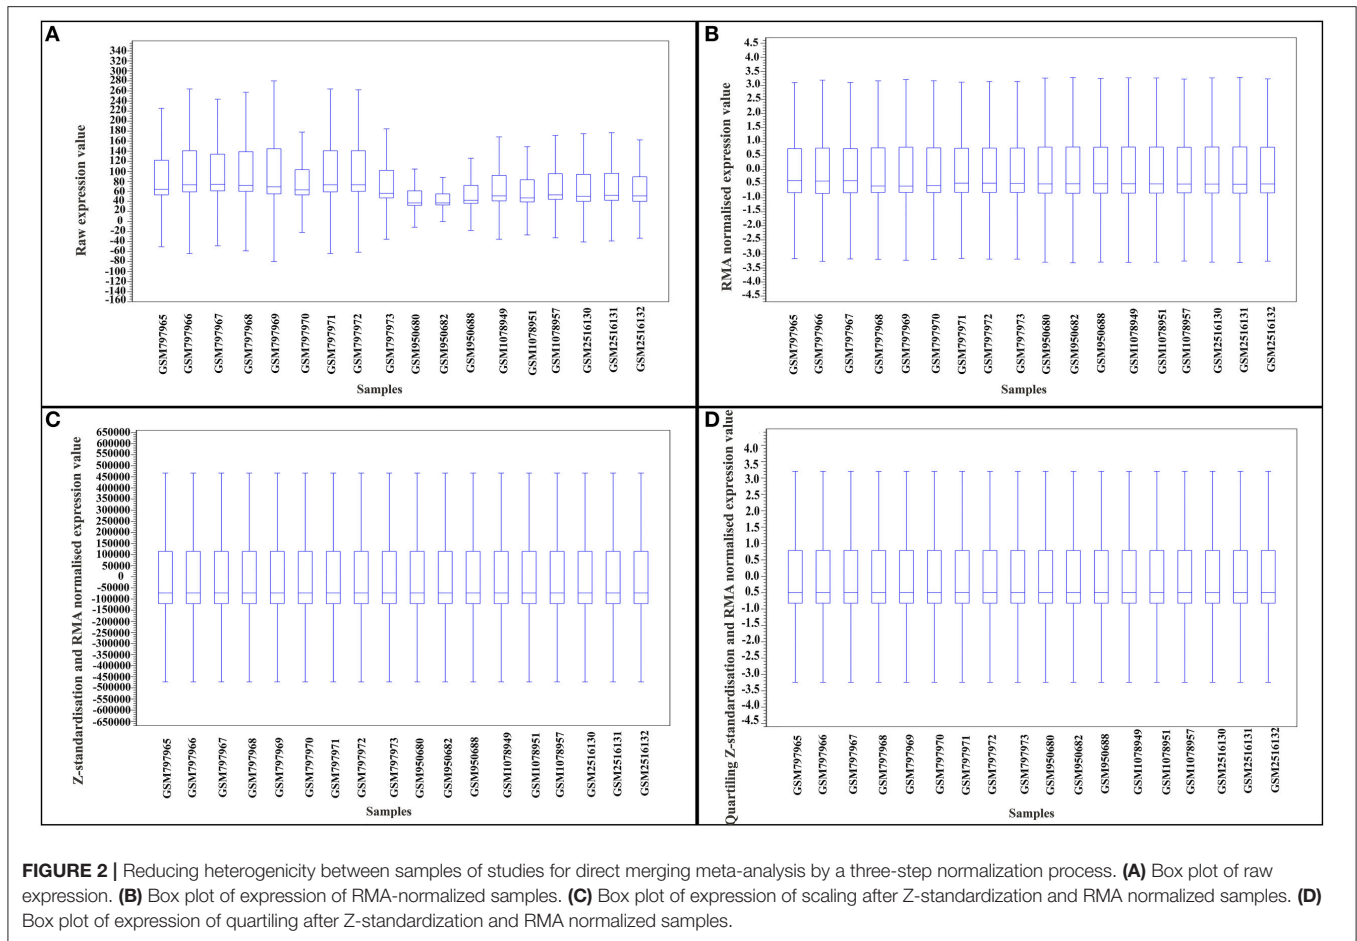 A
Raw expression value
340
320
300
280
260
240
220
200
180
160
140
120
100
80
60
40
20
0
-20
-40
-60
-80
-100
-120
-140
-160
GSM797965
GSM797966
GSM797967
GSM797968
GSM797969
GSM797970
GSM797971
GSM797972
GSM797973
GSM950680
GSM950682
GSM950688
GSM1078949
GSM1078951
GSM1078957
GSM2516130
GSM2516131
GSM2516132
Samples
B
RMA normalised expression value
4.5
3.5
3.0
2.5
2.0
1.5
0.5
0.0
-0.5
-1.0
-2.0
-2.5
-3.0
-4.0
-4.5
GSM797965
GSM797966
GSM797967
GSM797968
GSM797969
GSM797970
GSM797971
GSM797972
GSM797973
GSM950680
GSM950682
GSM950688
GSM1078949
GSM1078951
GSM1078957
GSM2516130
GSM2516131
GSM2516132
Samples
C
Z-standardisation and RMA normalised expression value
650000
600000
550000
500000
450000
400000
350000
300000
250000
200000
150000
100000
50000
0
-50000
-100000
-150000
-200000
-250000
-300000
-350000
-400000
-450000
-500000
-550000
-600000
-650000
GSM797965
GSM797966
GSM797967
GSM797968
GSM797969
GSM797970
GSM797971
GSM797972
GSM797973
GSM950680
GSM950682
GSM950688
GSM1078949
GSM1078951
GSM1078957
GSM2516130
GSM2516131
GSM2516132
Samples
D
Quartiling Z-standardisation and RMA normalised expression value
4.0
3.0
2.5
2.0
1.0
0.5
0.0
0.5
-1.0
-1.5
-2.0
-2.5
-3.0
-3.5
-4.0
-4.5
GSM797965
GSM797966
GSM797967
GSM797968
GSM797969
GSM797970
GSM797971
GSM797972
GSM797973
GSM950680
GSM950682
GSM950688
GSM1078949
GSM1078951
GSM1078957
GSM2516130
GSM2516131
GSM2516132
Samples
FIGURE 2 | Reducing heterogenicity between samples of studies for direct merging meta-analysis by a three-step normalization process. (A) Box plot of raw
expression. (B) Box plot of expression of RMA-normalized samples. (C) Box plot of expression of scaling after Z-standardization and RMA normalized samples. (D)
Box plot of expression of quartiling after Z-standardization and RMA normalized samples.